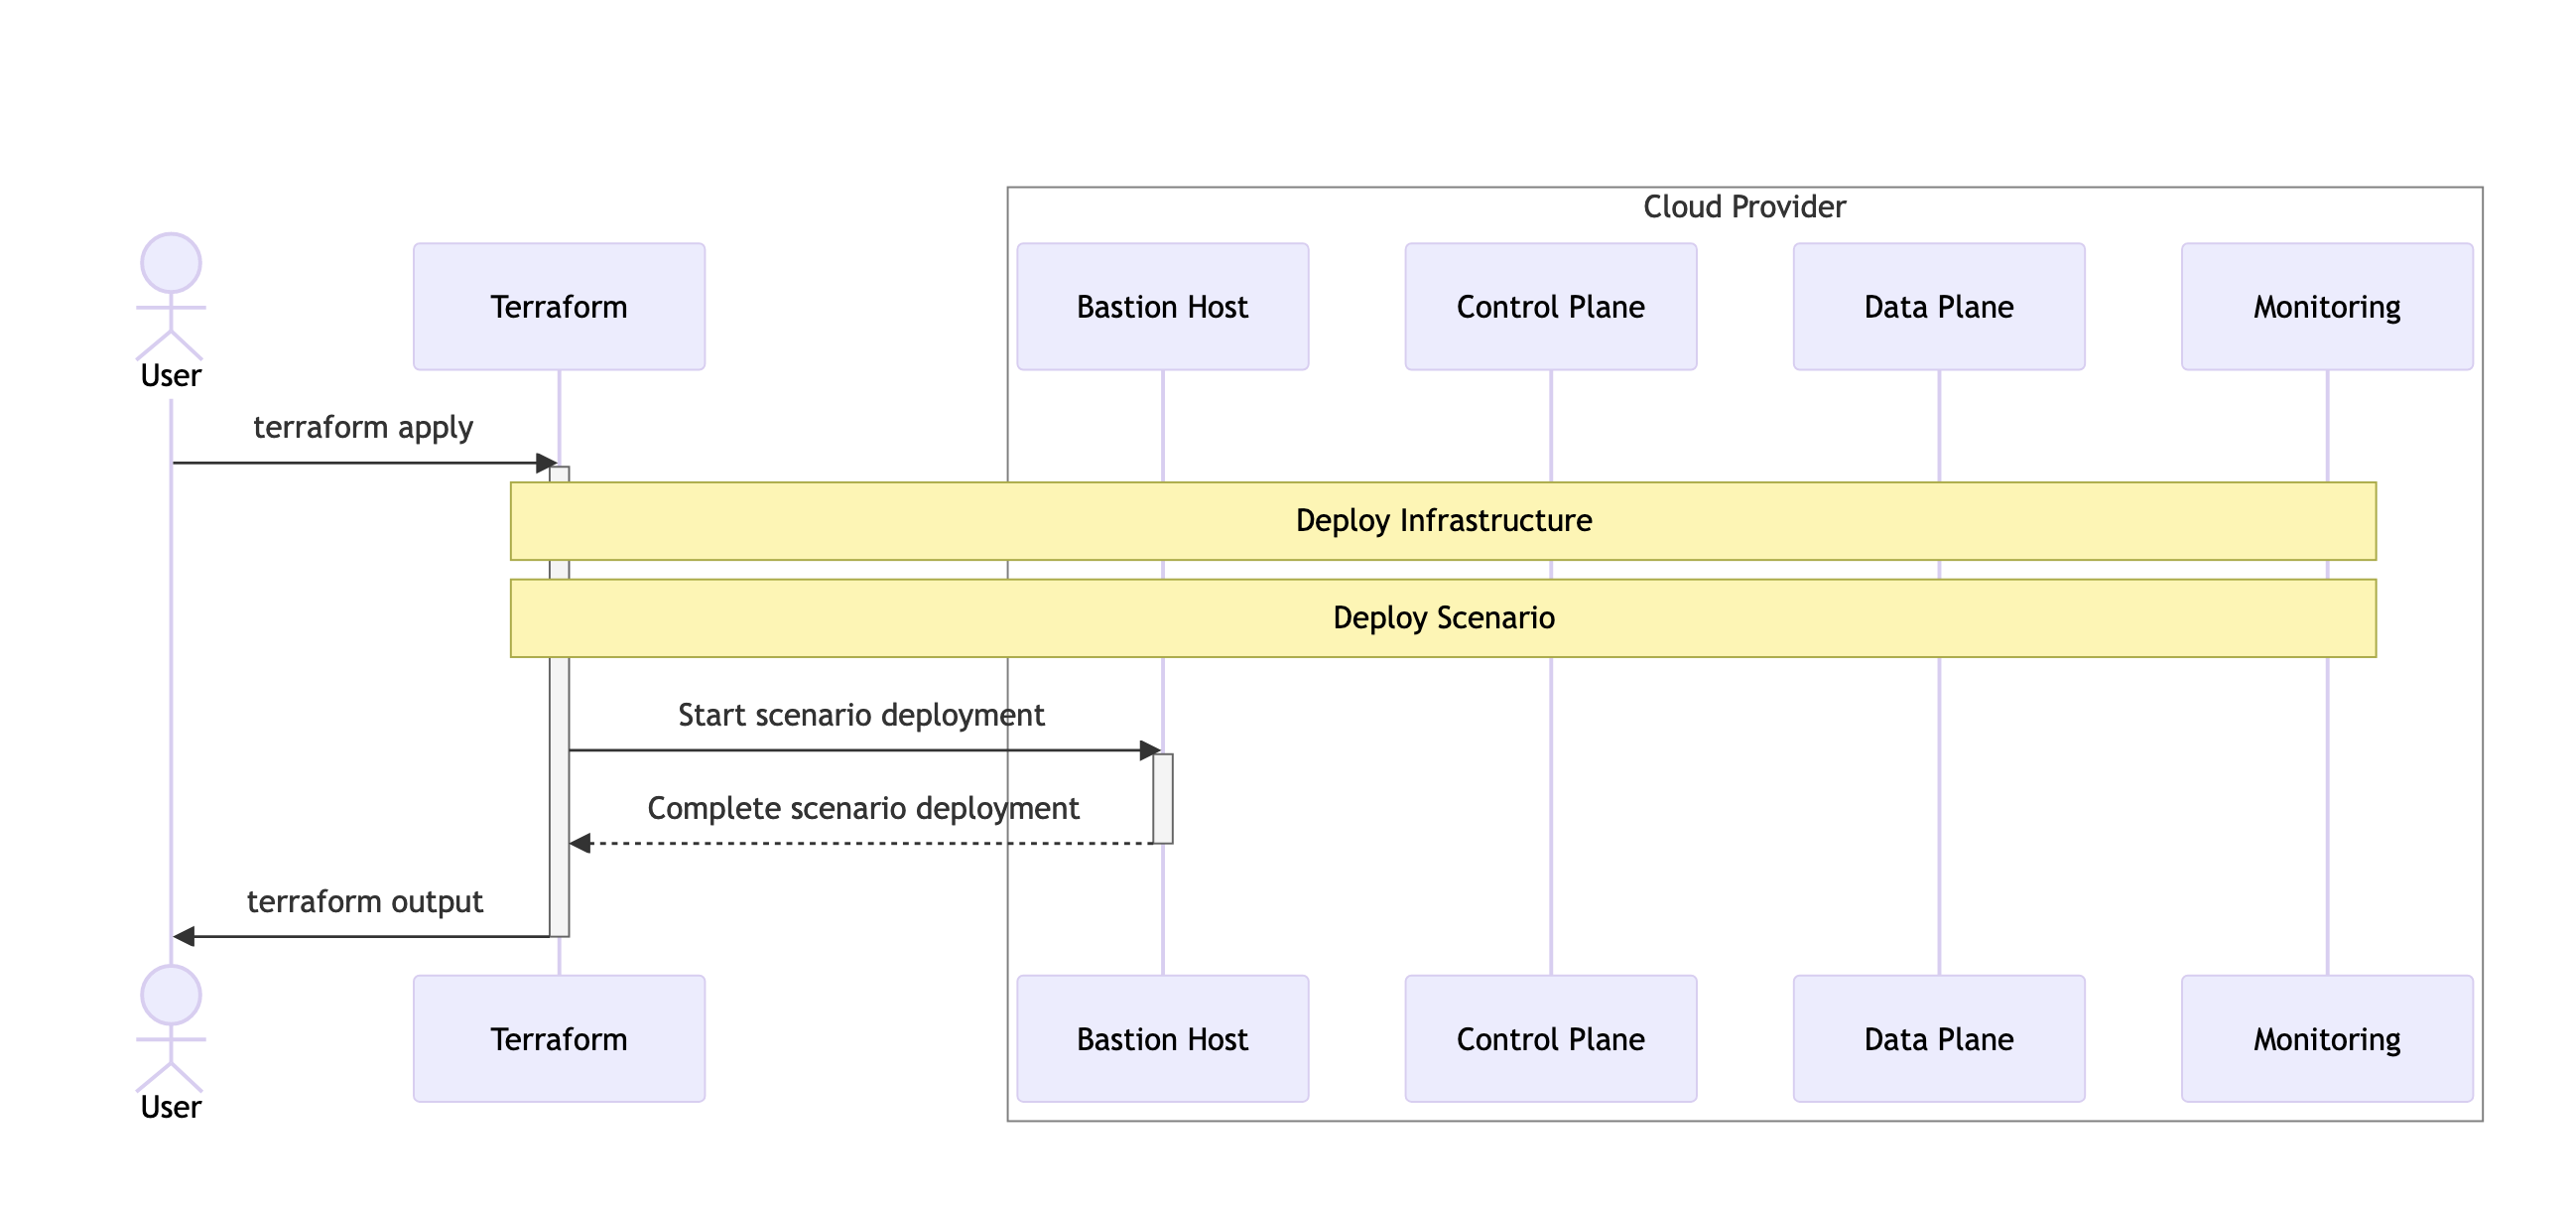 Cloud Provider
User
Terraform
Bastion Host
Control Plane
Data Plane
Monitoring
terraform apply
Deploy Infrastructure
Deploy Scenario
Start scenario deployment
Complete scenario deployment
terraform output
User
Terraform
Bastion Host
Control Plane
Data Plane
Monitoring